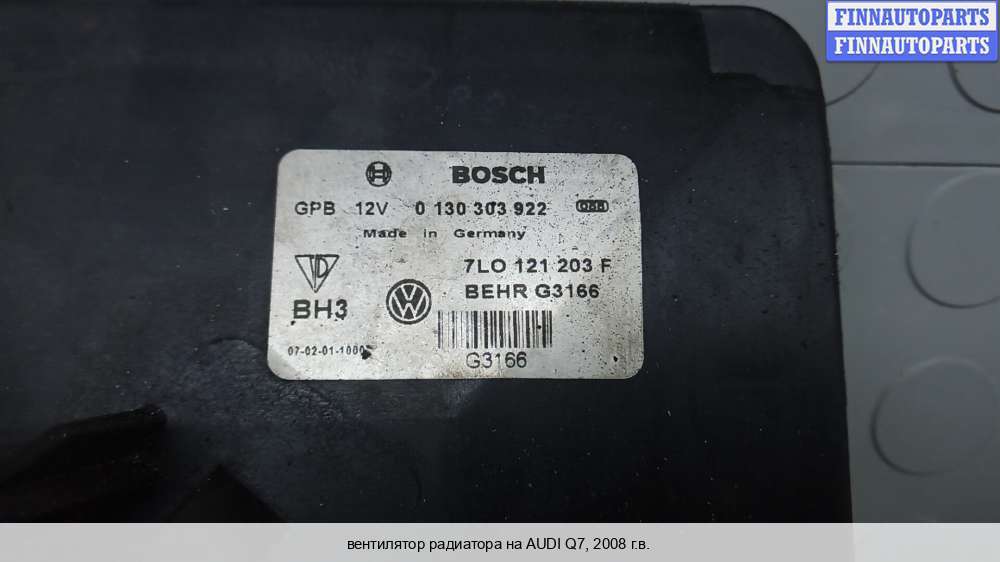 FINNAUTOPARTS
FINNAUTOPARTS
BOSCH
GPB 12V 0 130 303 922
Made in Germany
7L0 121 203 F
BEHR G3166
BH3
07-02-01-1000
G3166
вентилятор радиатора на AUDI Q7, 2008 г.в.